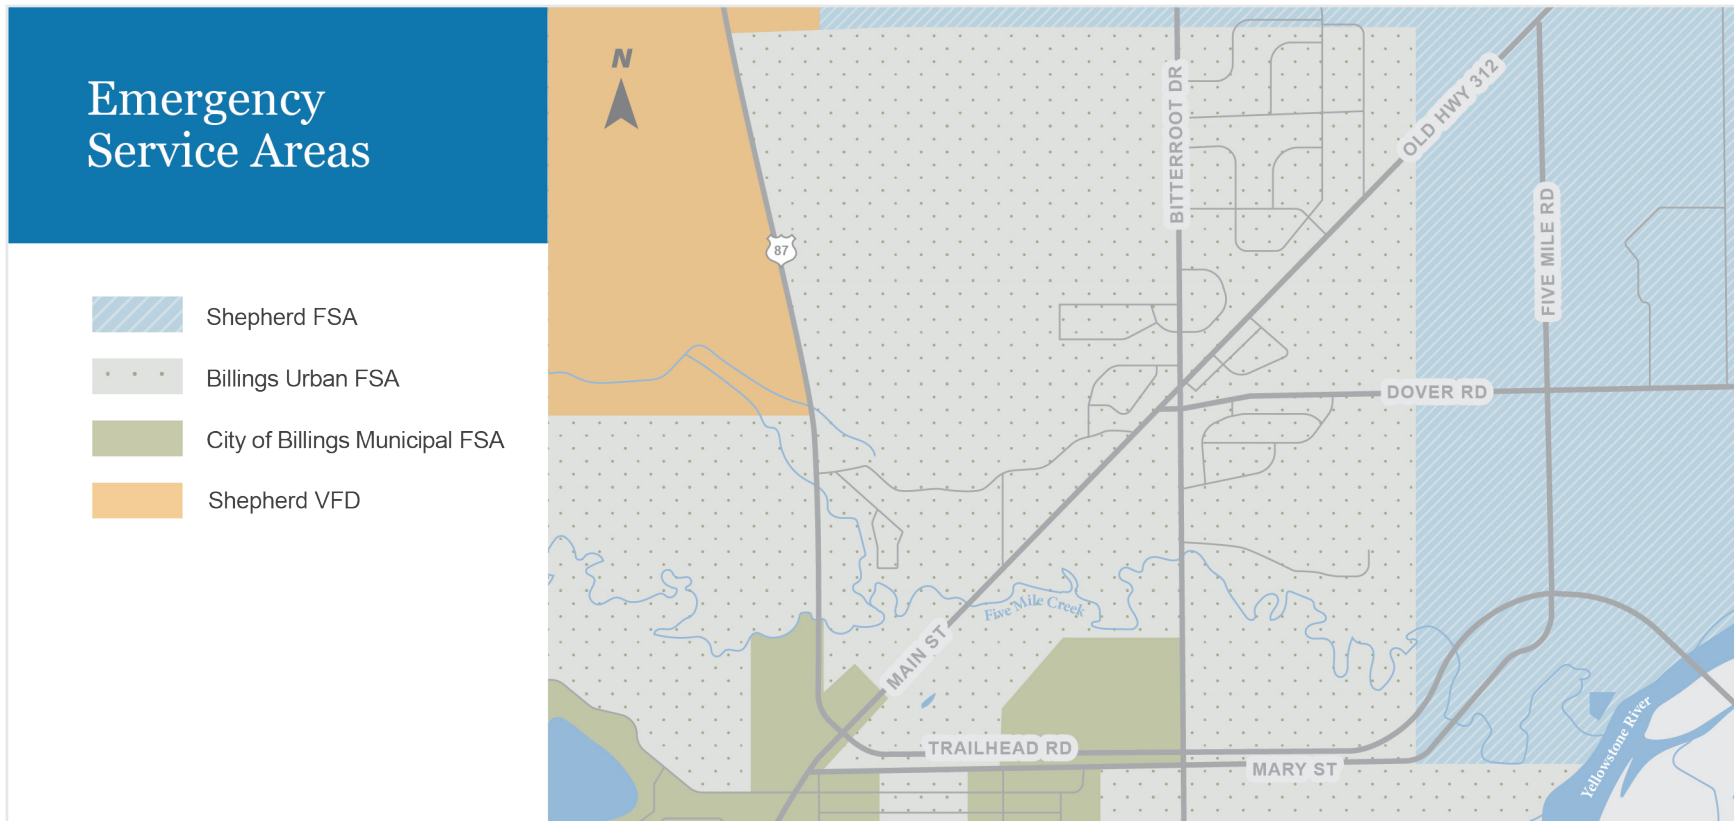 Emergency
Service Areas
Shepherd FSA
Billings Urban FSA
City of Billings Municipal FSA
Shepherd VFD
N
87
BITTERROOT DR
OLD HWY 312
FIVE MILE RD
DOVER RD
Five Mile Creek
MAIN ST
TRAILHEAD RD
MARY ST
Yellowstone River